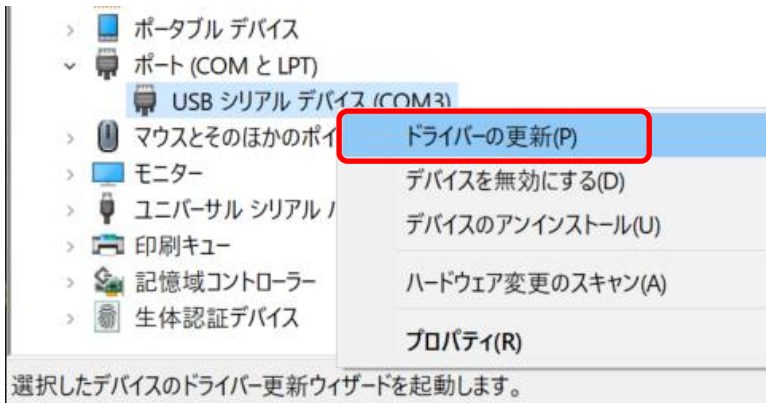 ポータブル デバイス
ポート (COM と LPT)
USB シリアル デバイス (COM3)
マウスとそのほかのポイ
ドライバーの更新(P)
モニター
デバイスを無効にする(D)
ユニバーサル シリアル
デバイスのアンインストール(U)
印刷キュー
記憶域コントローラー
ハードウェア変更のスキャン(A)
生体認証デバイス
プロパティ(R)
選択したデバイスのドライバー更新ウィザードを起動します。